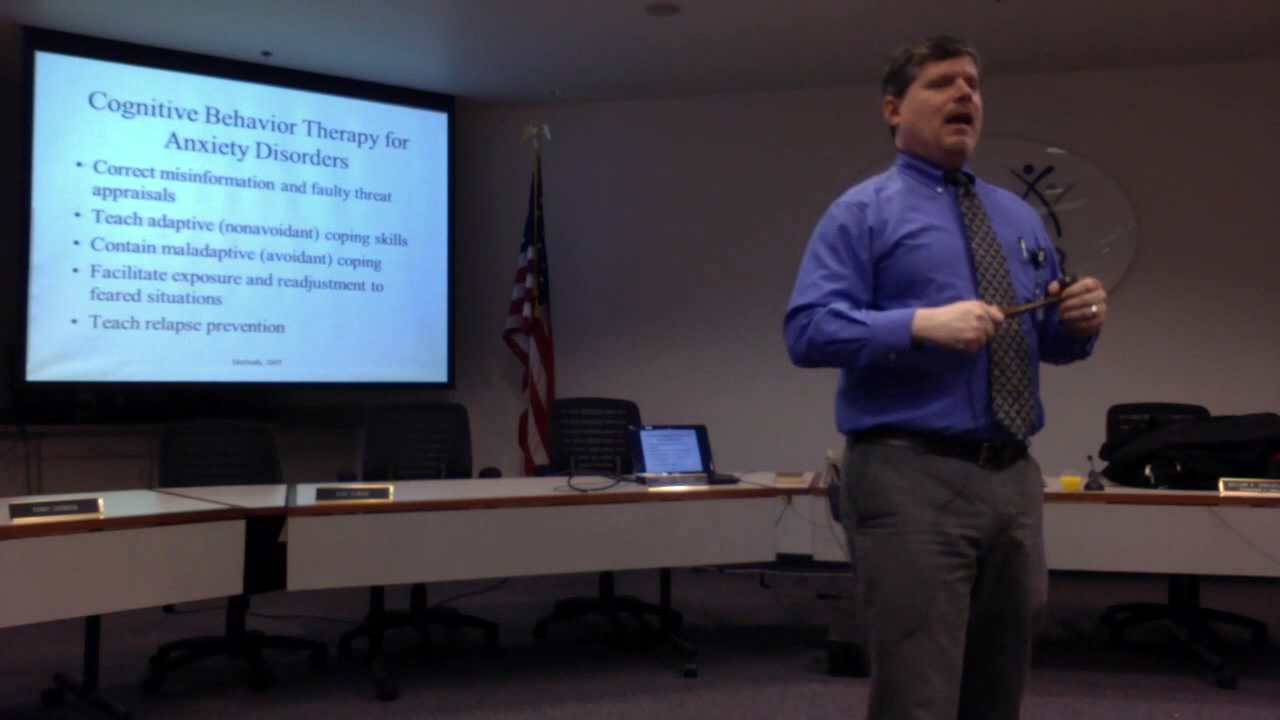 Cognitive Behavior Therapy for
Anxiety Disorders
• Correct misinformation and faulty threat
appraisals
• Teach adaptive (nonavoidant) coping skills
• Contain maladaptive (avoidant) coping
• Facilitate exposure and readjustment to
feared situations
• Teach relapse prevention